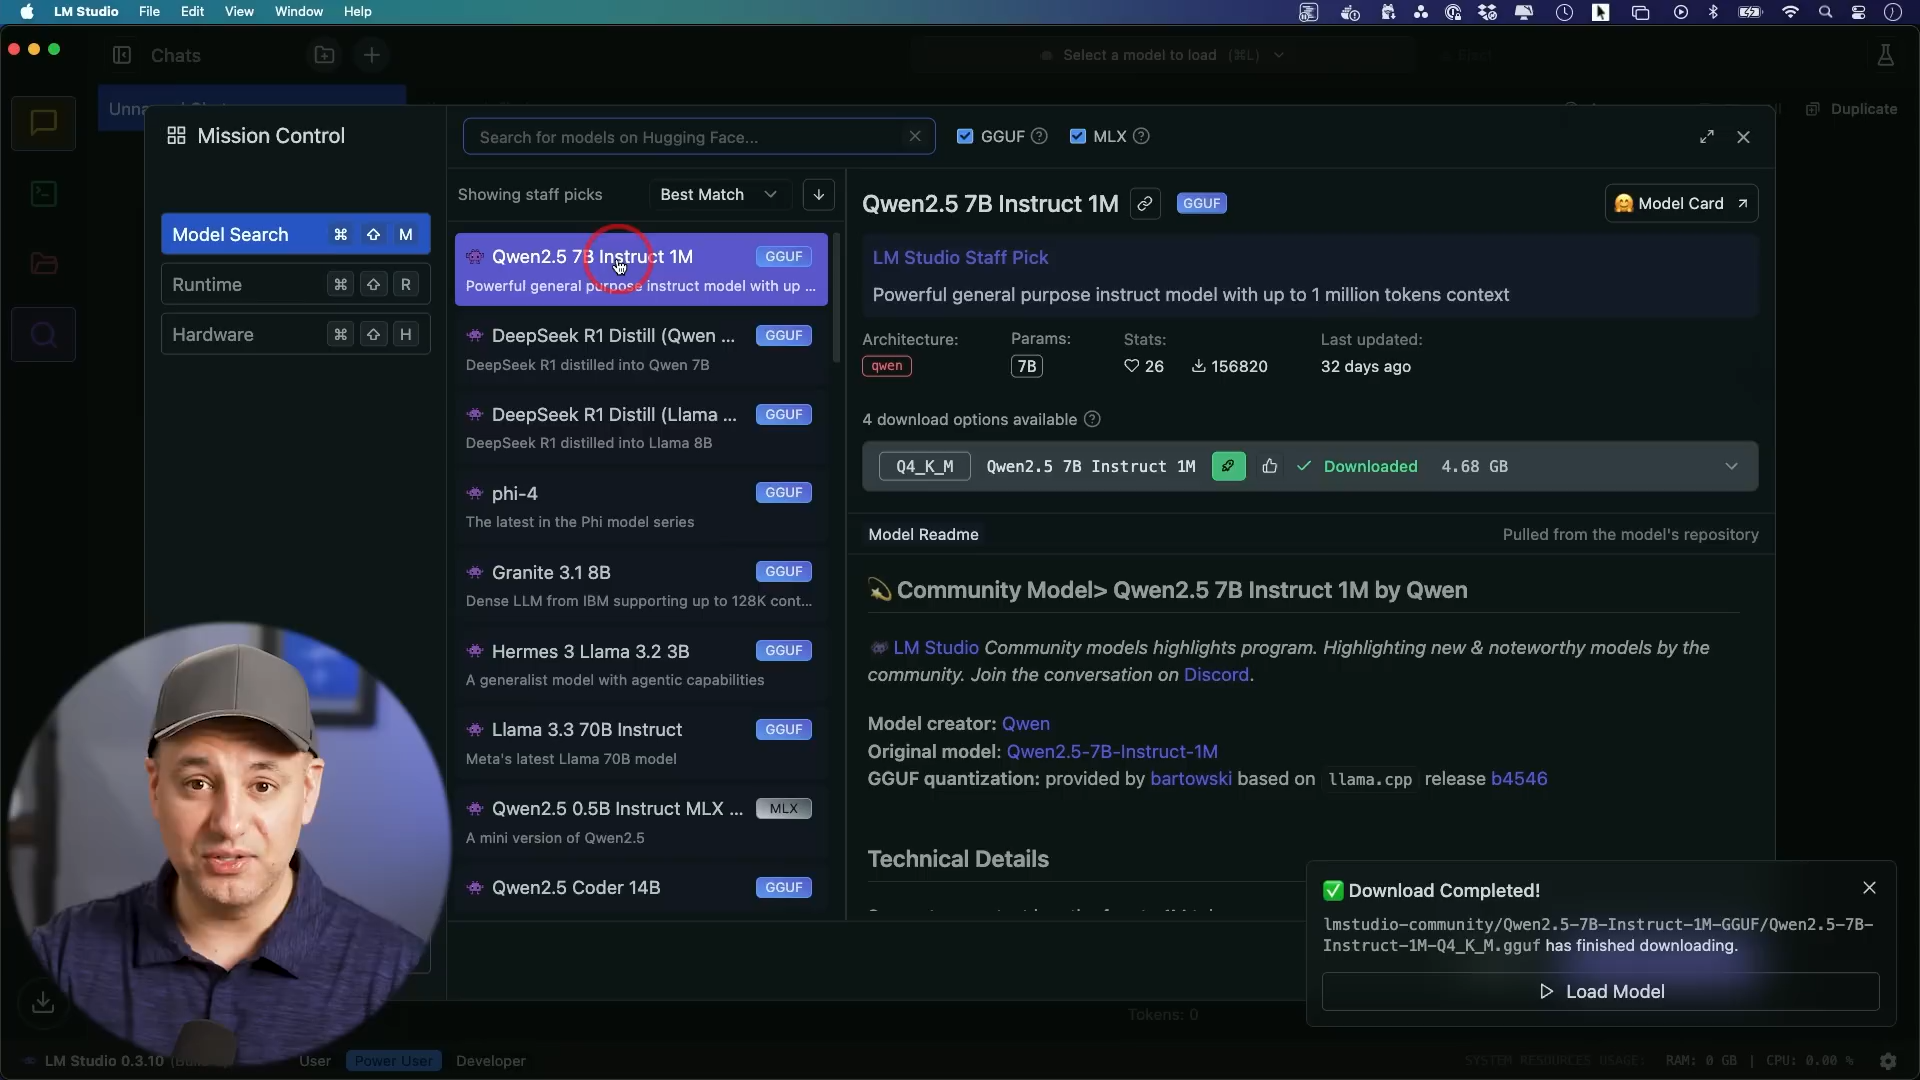 LM Studio File Edit View Window Help
Chats
Select a model to load (⌘L)
Eject
Duplicate
Mission Control
Search for models on Hugging Face...
GGUF
MLX
Showing staff picks
Best Match
Model Search ⌘ ⇧ M
Runtime ⌘ ⇧ R
Hardware ⌘ ⇧ H
Qwen2.5 7B Instruct 1M GGUF
Powerful general purpose instruct model with up ...
DeepSeek R1 Distill (Qwen ... GGUF
DeepSeek R1 distilled into Qwen 7B
DeepSeek R1 Distill (Llama ... GGUF
DeepSeek R1 distilled into Llama 8B
phi-4 GGUF
The latest in the Phi model series
Granite 3.1 8B GGUF
Dense LLM from IBM supporting up to 128K cont...
Hermes 3 Llama 3.2 3B GGUF
A generalist model with agentic capabilities
Llama 3.3 70B Instruct GGUF
Meta's latest Llama 70B model
Qwen2.5 0.5B Instruct MLX ... MLX
A mini version of Qwen2.5
Qwen2.5 Coder 14B GGUF
Qwen2.5 7B Instruct 1M GGUF
Model Card
LM Studio Staff Pick
Powerful general purpose instruct model with up to 1 million tokens context
Architecture: Params: Stats: Last updated:
qwen 7B 26 156820 32 days ago
4 download options available
Q4_K_M Qwen2.5 7B Instruct 1M Downloaded 4.68 GB
Model Readme Pulled from the model's repository
Community Model> Qwen2.5 7B Instruct 1M by Qwen
LM Studio Community models highlights program. Highlighting new & noteworthy models by the
community. Join the conversation on Discord.
Model creator: Qwen
Original model: Qwen2.5-7B-Instruct-1M
GGUF quantization: provided by bartowski based on llama.cpp release b4546
Technical Details
Download Completed!
lmstudio-community/Qwen2.5-7B-Instruct-1M-GGUF/Qwen2.5-7B-
Instruct-1M-Q4_K_M.gguf has finished downloading.
Load Model
Tokens: 0
LM Studio 0.3.10
User Power User Developer
SYSTEM RESOURCES USAGE: RAM: 0 GB | CPU: 0.00 %